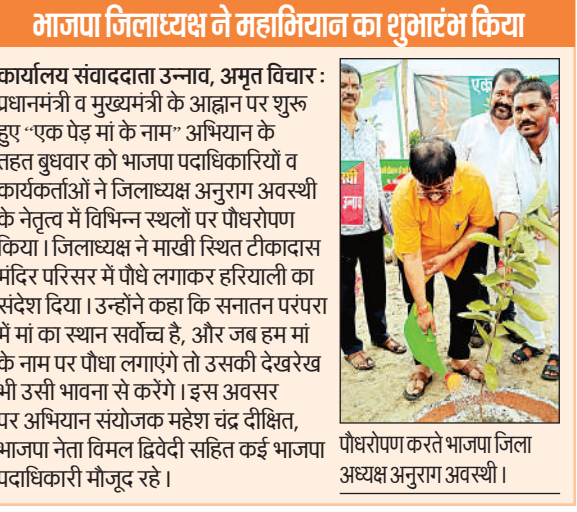 भाजपा जिलाध्यक्ष ने महाभियान का शुभारंभ किया
कार्यालय संवाददाता उन्नाव, अमृत विचार :
प्रधानमंत्री व मुख्यमंत्री के आह्वान पर शुरू
हुए “एक पेड़ मां के नाम” अभियान के
तहत बुधवार को भाजपा पदाधिकारियों व
कार्यकर्ताओं ने जिलाध्यक्ष अनुराग अवस्थी
के नेतृत्व में विभिन्न स्थलों पर पौधरोपण
किया। जिलाध्यक्ष ने माखी स्थित टीकादास
मंदिर परिसर में पौधे लगाकर हरियाली का
संदेश दिया। उन्होंने कहा कि सनातन परंपरा
में मां का स्थान सर्वोच्च है, और जब हम मां
के नाम पर पौधा लगाएंगे तो उसकी देखरेख
भी उसी भावना से करेंगे। इस अवसर
पर अभियान संयोजक महेश चंद्र दीक्षित,
भाजपा नेता विमल द्विवेदी सहित कई भाजपा
पदाधिकारी मौजूद रहे।
एक
उन्नाव
पौधरोपण करते भाजपा जिला
अध्यक्ष अनुराग अवस्थी।